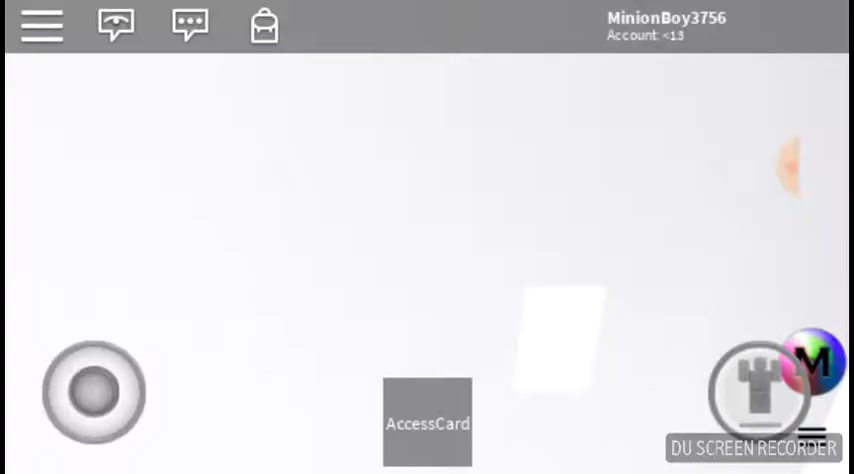 MinionBoy3756
Account: <13
M
AccessCard
DU SCREEN RECORDER